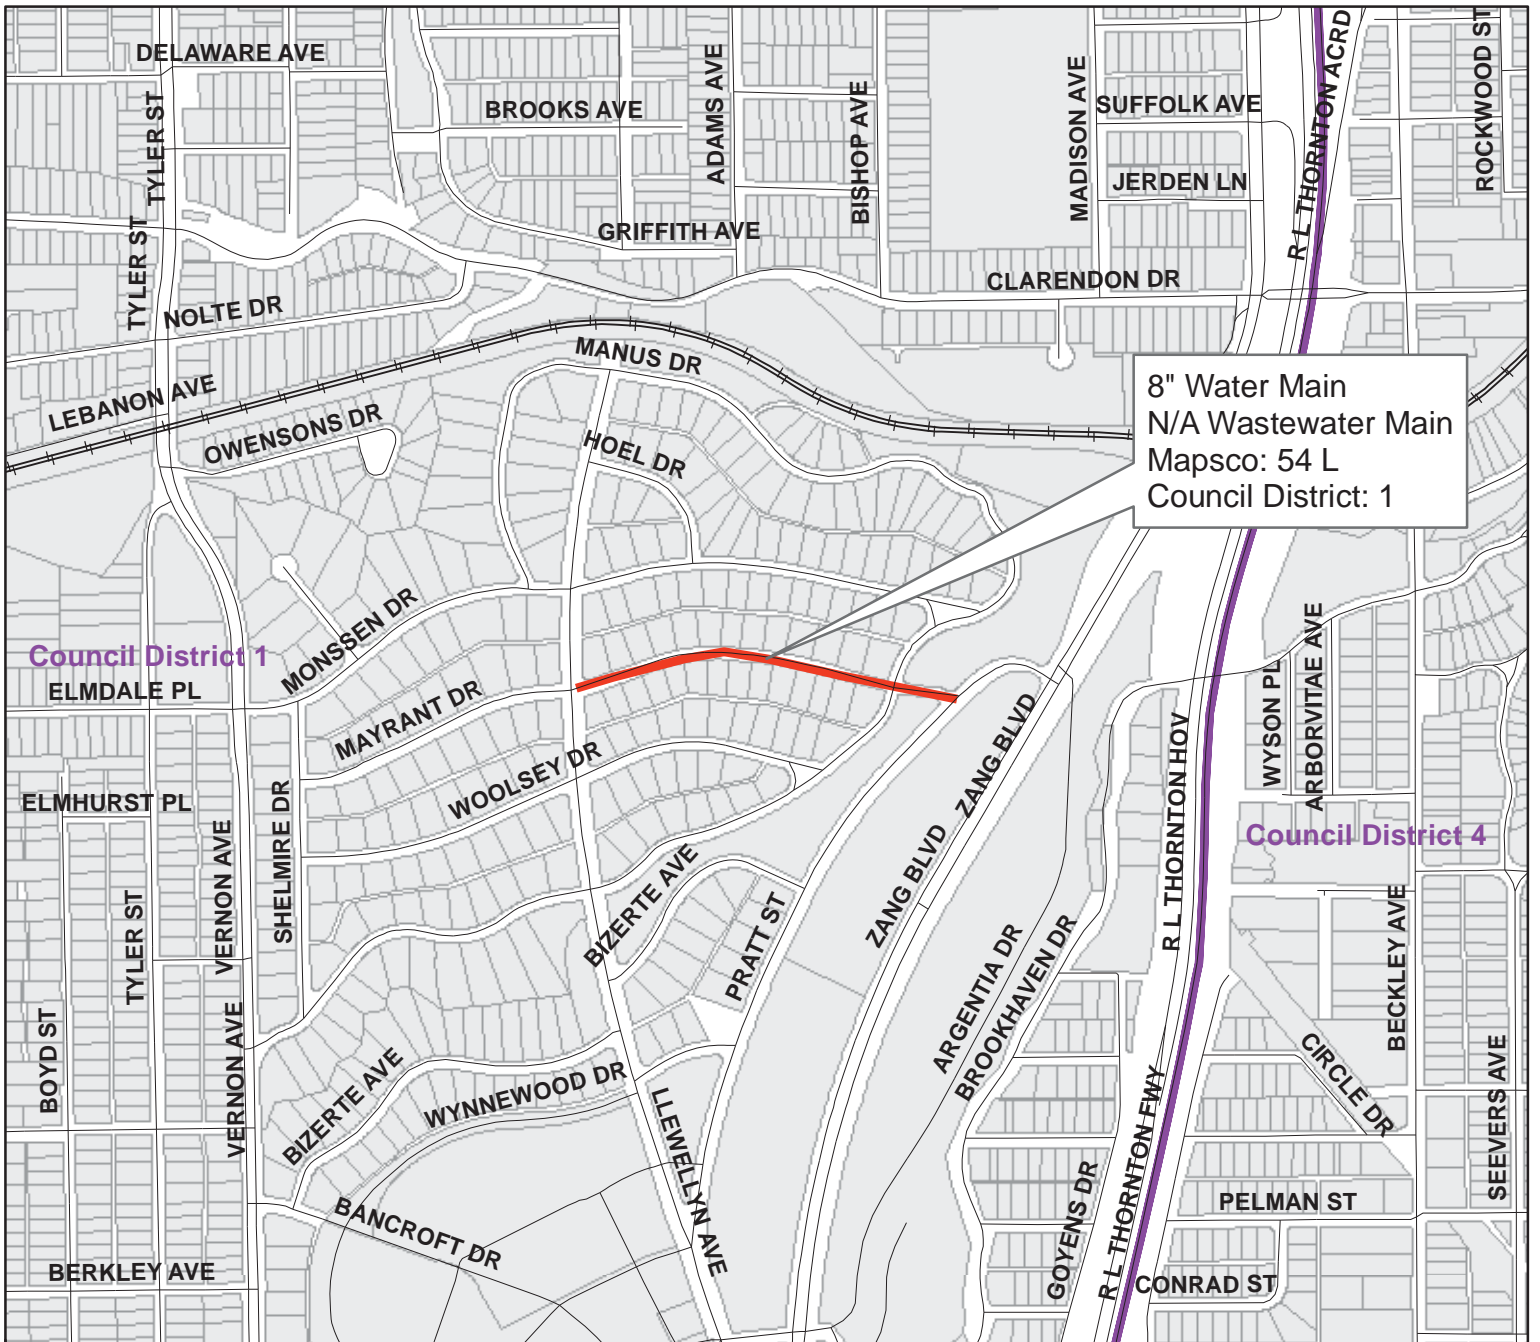 DELAWARE AVE
BROOKS AVE
ADAMS AVE
BISHOP AVE
MADISON AVE
SUFFOLK AVE
R L THORNTON ACRD
ROCKWOOD ST
TYLER ST
JERDEN LN
TYLER ST
GRIFFITH AVE
CLARENDON DR
NOLTE DR
MANUS DR
LEBANON AVE
OWENSONS DR
HOEL DR
8" Water Main
N/A Wastewater Main
Mapsco: 54 L
Council District: 1
MONSSEN DR
Council District 1
ELMDALE PL
MAYRANT DR
WOOLSEY DR
ZANG BLVD
R L THORNTON HOV
WYSON PL
ARBORVITAE AVE
ELMHURST PL
SHELMIRE DR
VERNON AVE
Council District 4
TYLER ST
BIZERTE AVE
PRATT ST
ZANG BLVD
ARGENTIA DR
BROOKHAVEN DR
BECKLEY AVE
BOYD ST
VERNON AVE
BIZERTE AVE
WYNNEWOOD DR
LLEWELLYN AVE
CIRCLE DR
SEEVERS AVE
R L THORNTON FWY
GOYENS DR
PELMAN ST
BANCROFT DR
BERKLEY AVE
CONRAD ST